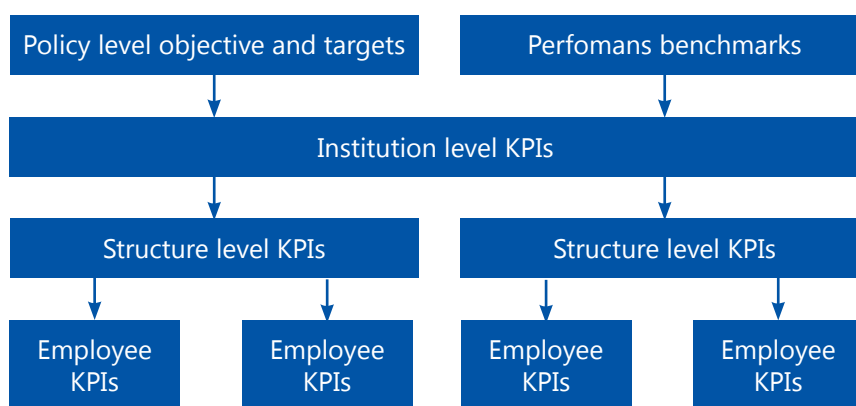 Policy level objective and targets
Perfomans benchmarks
Institution level KPIs
Structure level KPIs
Structure level KPIs
Employee
KPIs
Employee
KPIs
Employee
KPIs
Employee
KPIs